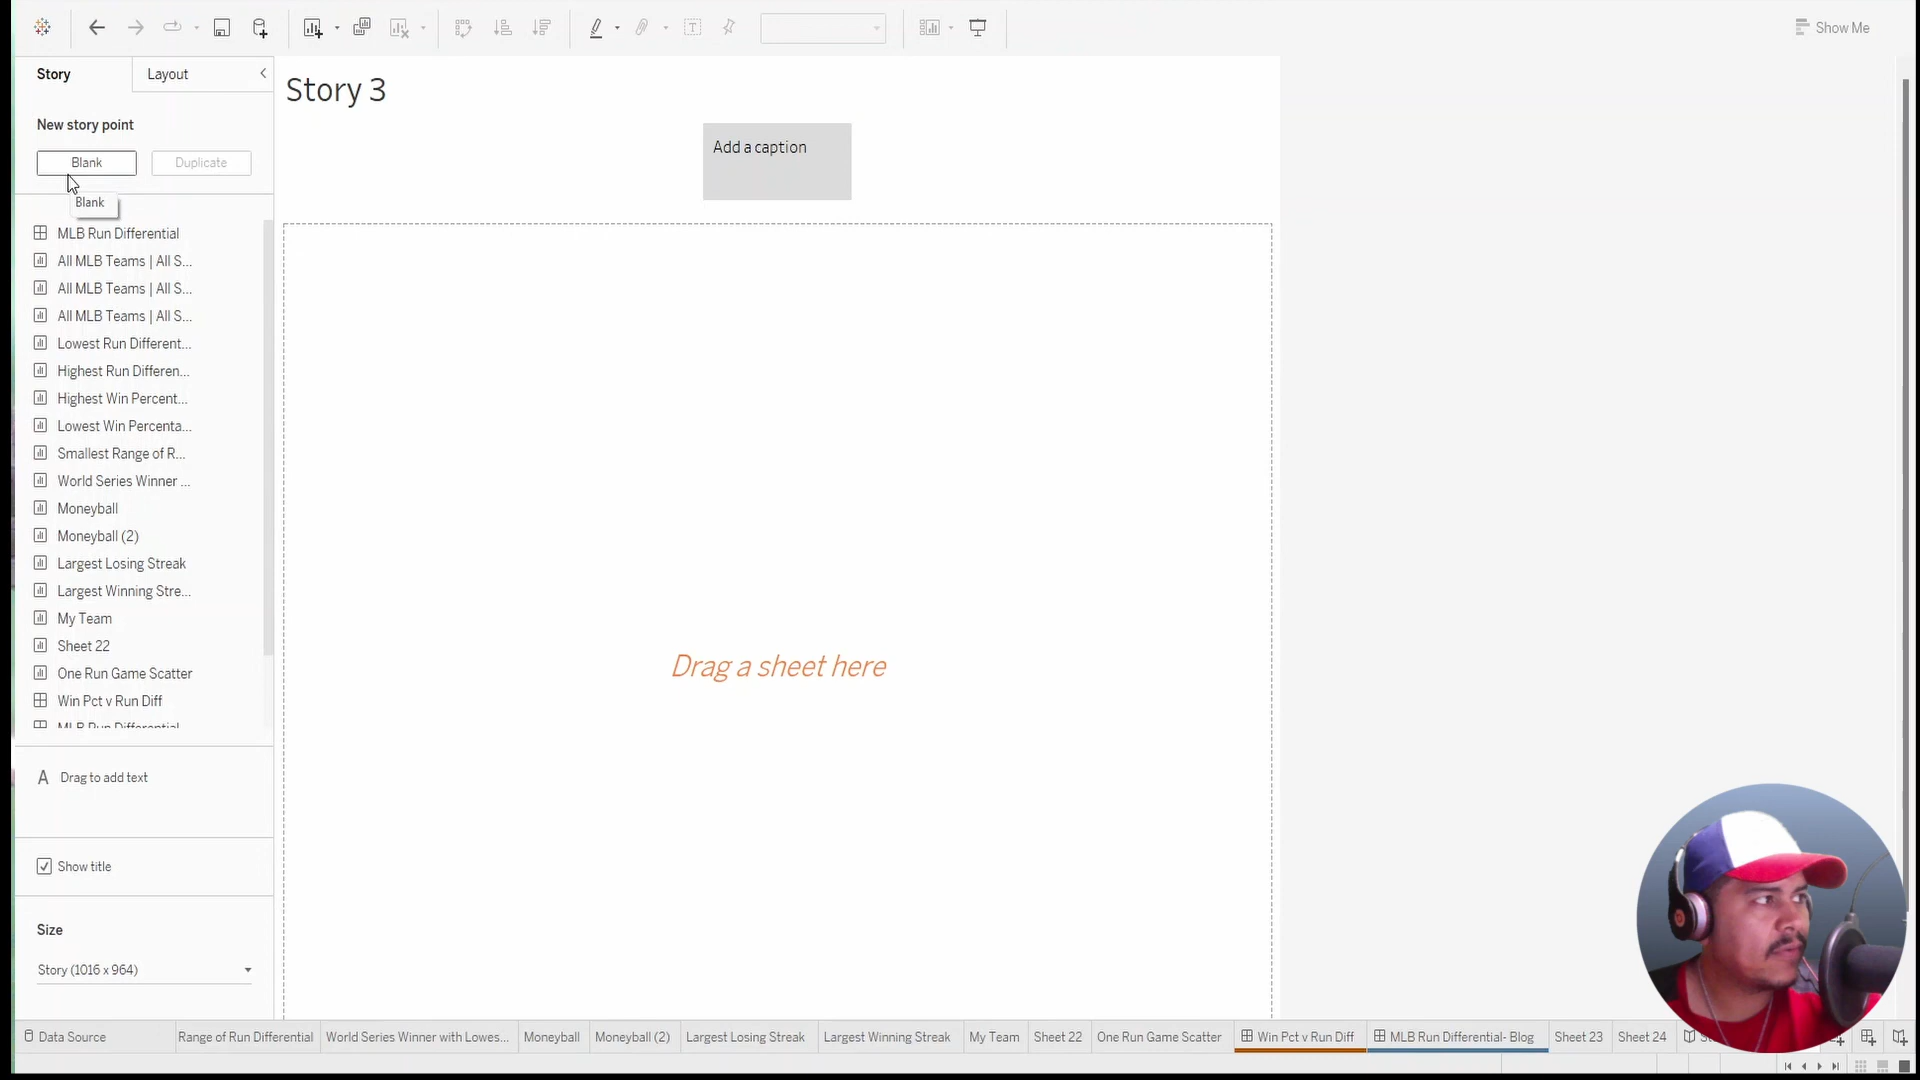 Show Me
Story
Layout
Story 3
New story point
Add a caption
Blank
Duplicate
Blank
MLB Run Differential
All MLB Teams | All S...
All MLB Teams | All S...
All MLB Teams | All S...
Lowest Run Different...
Highest Run Differen...
Highest Win Percent...
Lowest Win Percenta...
Smallest Range of R...
World Series Winner ...
Moneyball
Moneyball (2)
Largest Losing Streak
Largest Winning Stre...
My Team
Sheet 22
One Run Game Scatter
Win Pct v Run Diff
MLB Run Differential
Drag a sheet here
A Drag to add text
Show title
Size
Story (1016 x 964)
Data Source
Range of Run Differential
World Series Winner with Lowes...
Moneyball
Moneyball (2)
Largest Losing Streak
Largest Winning Streak
My Team
Sheet 22
One Run Game Scatter
Win Pct v Run Diff
MLB Run Differential- Blog
Sheet 23
Sheet 24